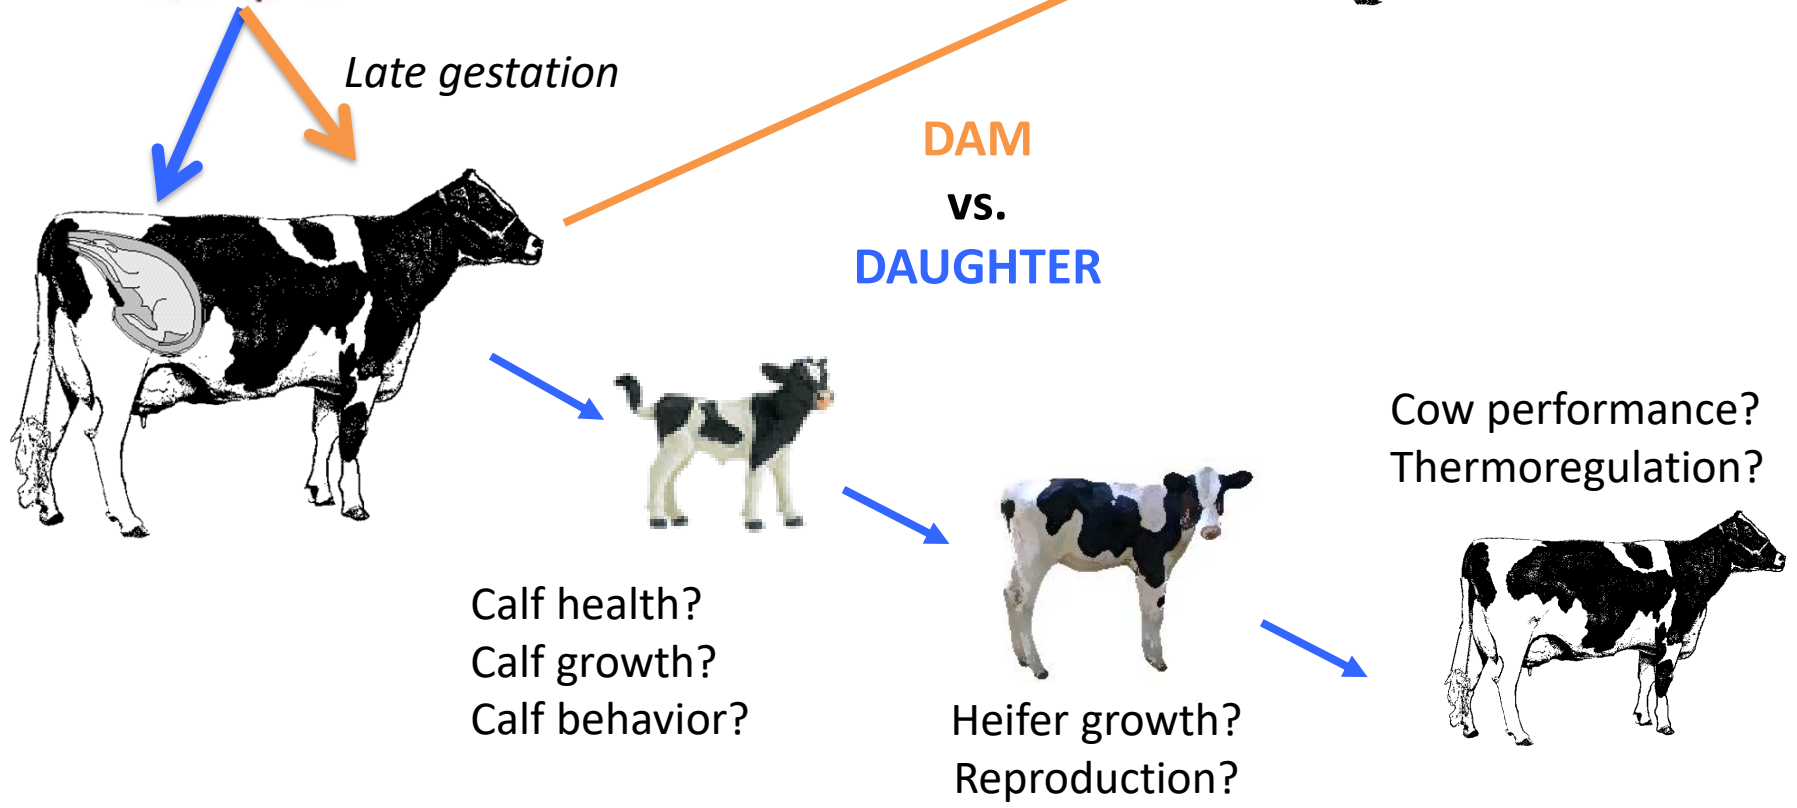 Late gestation
DAM
vs.
DAUGHTER
Cow performance?
Thermoregulation?
Calf health?
Calf growth?
Calf behavior?
Heifer growth?
Reproduction?